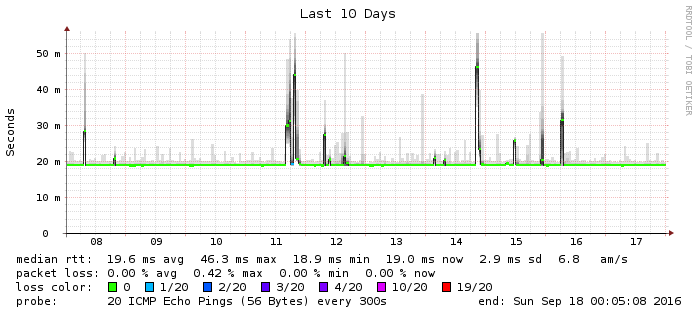 Last 10 Days
RRDTOOL / TOBI OETIKER
Seconds
50 m
40 m
30 m
20 m
10 m
0
08 09 10 11 12 13 14 15 16 17
median rtt: 19.6 ms avg 46.3 ms max 18.9 ms min 19.0 ms now 2.9 ms sd 6.8 am/s
packet loss: 0.00 % avg 0.42 % max 0.00 % min 0.00 % now
loss color: 0 1/20 2/20 3/20 4/20 10/20 19/20
probe: 20 ICMP Echo Pings (56 Bytes) every 300s end: Sun Sep 18 00:05:08 2016